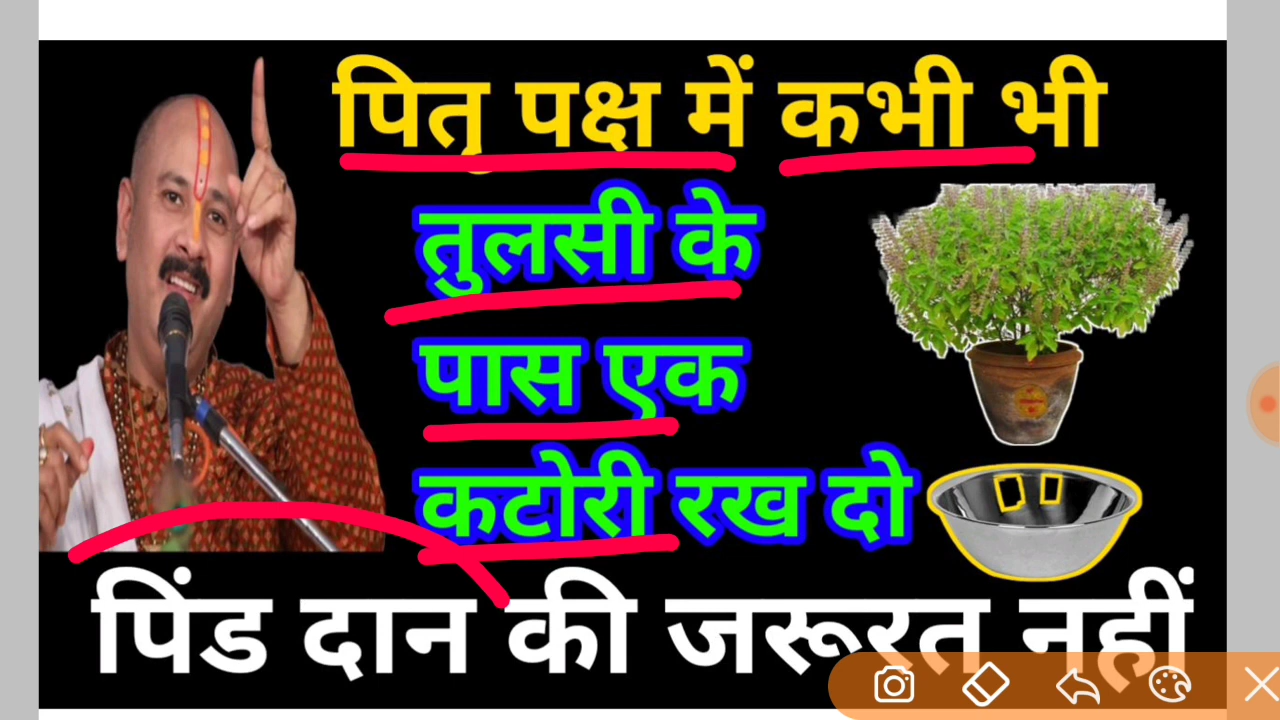 पितृ पक्ष में कभी भी
तुलसी के
पास एक
कटोरी रख दो
पिंड दान की जरूरत नहीं